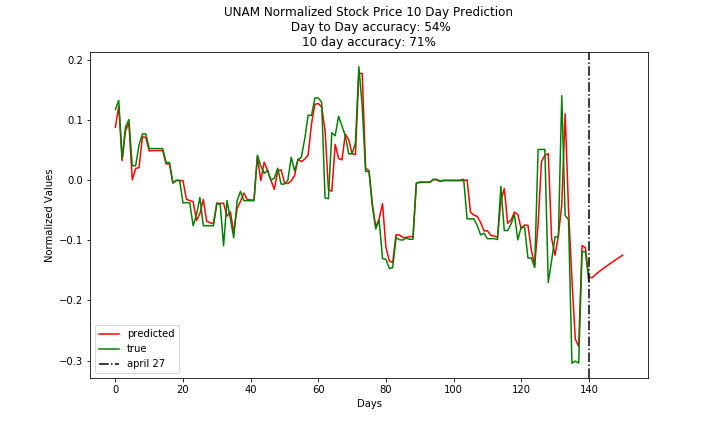 UNAM Normalized Stock Price 10 Day Prediction
Day to Day accuracy: 54%
10 day accuracy: 71%
0.2
0.1
0.0
−0.1
−0.2
−0.3
Normalized Values
predicted
true
april 27
0 20 40 60 80 100 120 140
Days